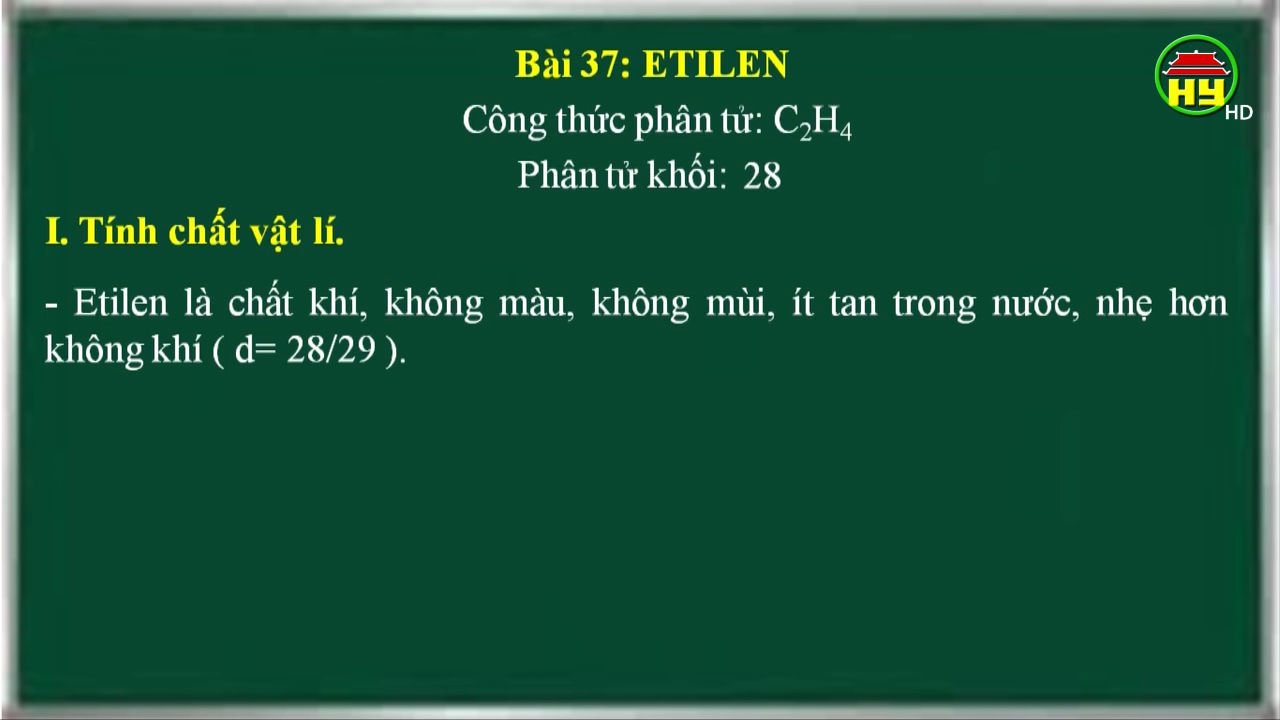 Bài 37: ETILEN
HY
HD
Công thức phân tử: C₂H₄
Phân tử khối: 28
I. Tính chất vật lí.
- Etilen là chất khí, không màu, không mùi, ít tan trong nước, nhẹ hơn
không khí ( d= 28/29 ).